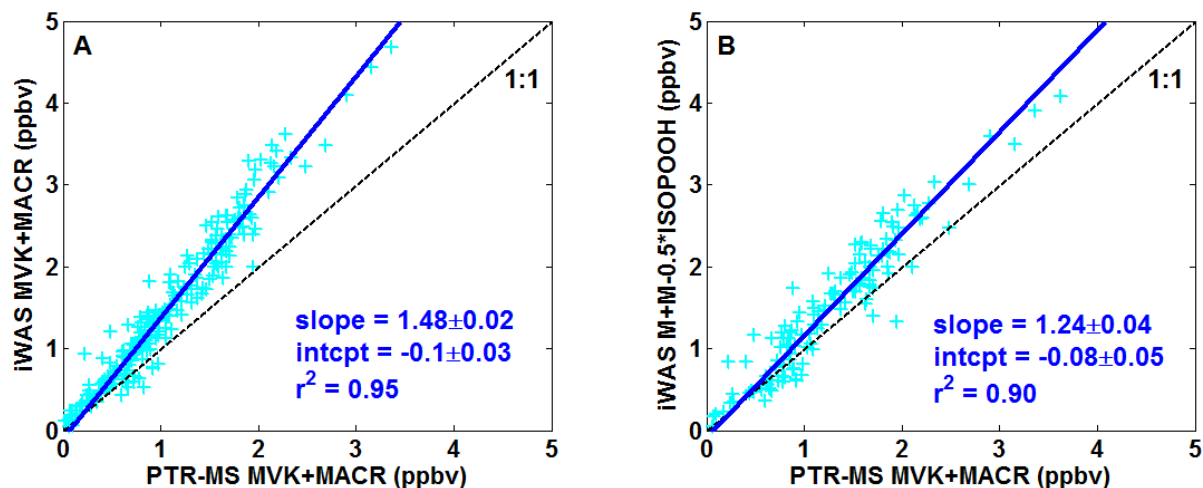 A
5
4
3
2
1
0
iWAS MVK+MACR (ppbv)
1:1
slope = 1.48±0.02
intcpt = -0.1±0.03
r² = 0.95
0 1 2 3 4 5
PTR-MS MVK+MACR (ppbv)
B
5
4
3
2
1
0
iWAS M+M-0.5*ISOPOOH (ppbv)
1:1
slope = 1.24±0.04
intcpt = -0.08±0.05
r² = 0.90
0 1 2 3 4 5
PTR-MS MVK+MACR (ppbv)